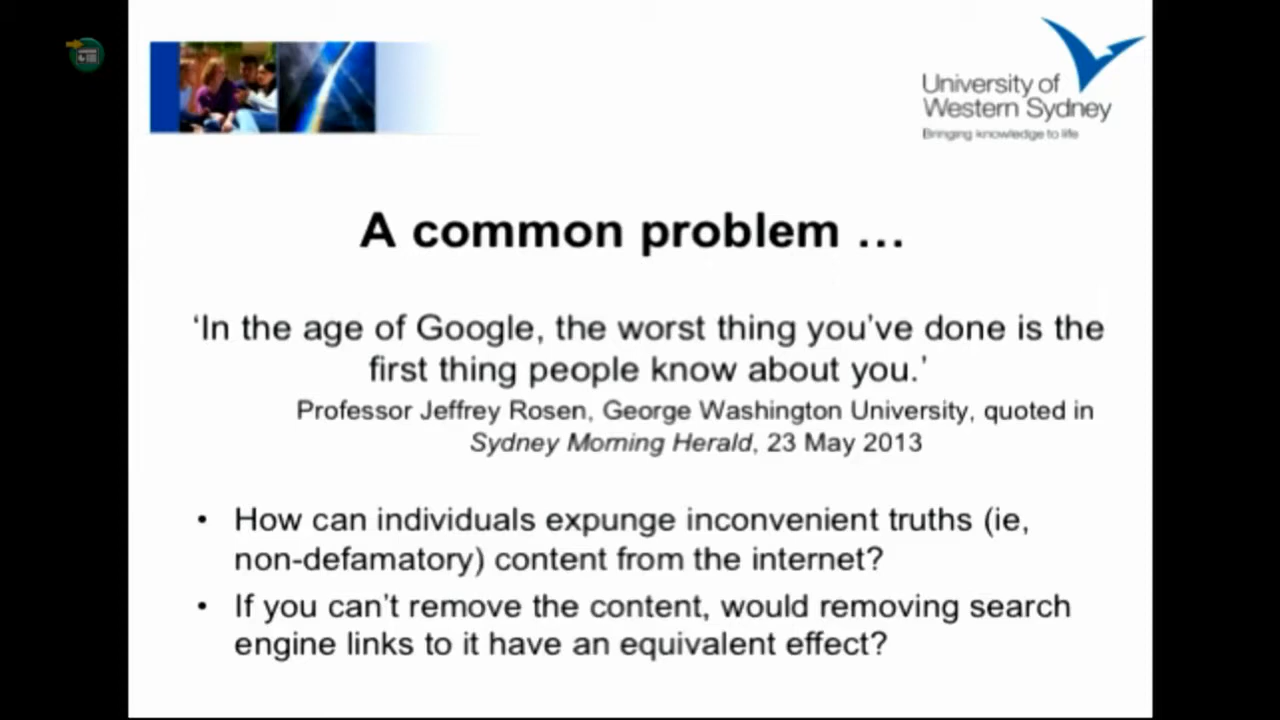 University of
Western Sydney
Bringing knowledge to life
A common problem …
‘In the age of Google, the worst thing you’ve done is the
first thing people know about you.’
Professor Jeffrey Rosen, George Washington University, quoted in
Sydney Morning Herald, 23 May 2013
• How can individuals expunge inconvenient truths (ie,
non-defamatory) content from the internet?
• If you can’t remove the content, would removing search
engine links to it have an equivalent effect?